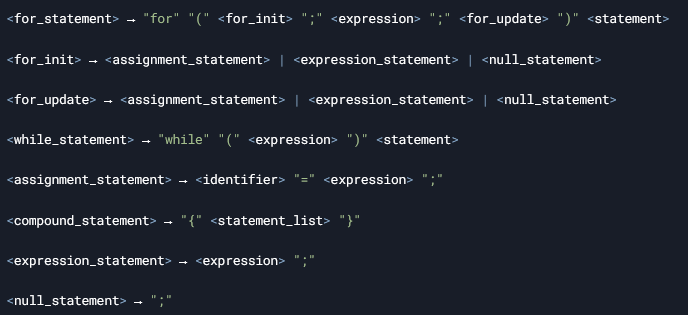 <for_statement> → "for" "(" <for_init> ";" <expression> ";" <for_update> ")" <statement>
<for_init> → <assignment_statement> | <expression_statement> | <null_statement>
<for_update> → <assignment_statement> | <expression_statement> | <null_statement>
<while_statement> → "while" "(" <expression> ")" <statement>
<assignment_statement> → <identifier> "=" <expression> ";"
<compound_statement> → "{" <statement_list> "}"
<expression_statement> → <expression> ";"
<null_statement> → ";"